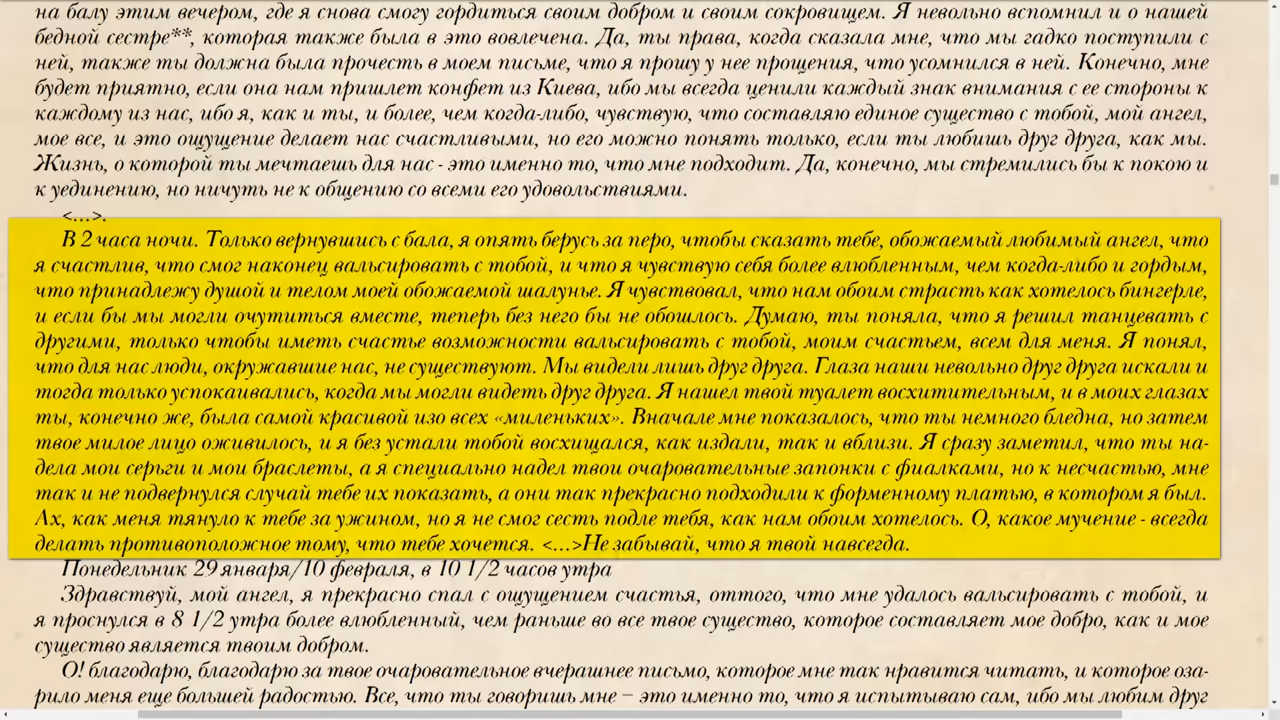 на балу этим вечером, где я снова смогу гордиться своим добром и своим сокровищем. Я невольно вспомнил и о нашей
бедной сестре**, которая также была в это вовлечена. Да, ты права, когда сказала мне, что мы гадко поступили с
ней, также ты должна была прочесть в моем письме, что я прошу у нее прощения, что усомнился в ней. Конечно, мне
будет приятно, если она нам пришлет конфет из Киева, ибо мы всегда ценили каждый знак внимания с ее стороны к
каждому из нас, ибо я, как и ты, и более, чем когда-либо, чувствую, что составляю единое существо с тобой, мой ангел,
мое все, и это ощущение делает нас счастливыми, но его можно понять только, если ты любишь друг друга, как мы.
Жизнь, о которой ты мечтаешь для нас - это именно то, что мне подходит. Да, конечно, мы стремились бы к покою и
к уединению, но ничуть не к общению со всеми его удовольствиями.
<...>.
В 2 часа ночи. Только вернувшись с бала, я опять берусь за перо, чтобы сказать тебе, обожаемый любимый ангел, что
я счастлив, что смог наконец вальсировать с тобой, и что я чувствую себя более влюбленным, чем когда-либо и гордым,
что принадлежу душой и телом моей обожаемой шалунье. Я чувствовал, что нам обоим страсть как хотелось бингерле,
и если бы мы могли очутиться вместе, теперь без него бы не обошлось. Думаю, ты поняла, что я решил танцевать с
другими, только чтобы иметь счастье возможности вальсировать с тобой, моим счастьем, всем для меня. Я понял,
что для нас люди, окружавшие нас, не существуют. Мы видели лишь друг друга. Глаза наши невольно друг друга искали и
тогда только успокаивались, когда мы могли видеть друг друга. Я нашел твой туалет восхитительным, и в моих глазах
ты, конечно же, была самой красивой изо всех «миленьких». Вначале мне показалось, что ты немного бледна, но затем
твое милое лицо оживилось, и я без устали тобой восхищался, как издали, так и вблизи. Я сразу заметил, что ты на-
дела мои серьги и мои браслеты, а я специально надел твои очаровательные запонки с фиалками, но к несчастью, мне
так и не подвернулся случай тебе их показать, а они так прекрасно подходили к форменному платью, в котором я был.
Ах, как меня тянуло к тебе за ужином, но я не смог сесть подле тебя, как нам обоим хотелось. О, какое мучение - всегда
делать противоположное тому, что тебе хочется. <...>Не забывай, что я твой навсегда.
Понедельник 29 января/10 февраля, в 10 1/2 часов утра
Здравствуй, мой ангел, я прекрасно спал с ощущением счастья, оттого, что мне удалось вальсировать с тобой, и
я проснулся в 8 1/2 утра более влюбленный, чем раньше во все твое существо, которое составляет мое добро, как и мое
существо является твоим добром.
О! благодарю, благодарю за твое очаровательное вчерашнее письмо, которое мне так нравится читать, и которое оза-
рило меня еще большей радостью. Все, что ты говоришь мне – это именно то, что я испытываю сам, ибо мы любим друг